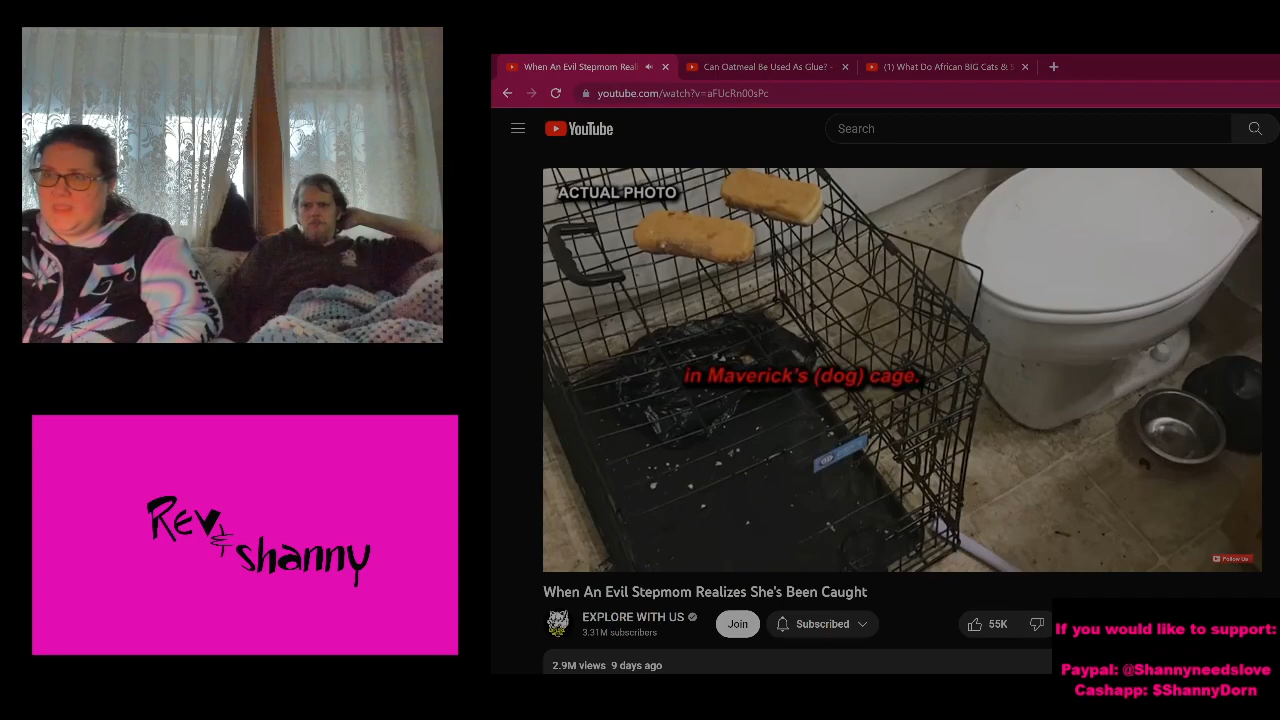 When An Evil Stepmom Reali
Can Oatmeal Be Used As Glue? -
(1) What Do African BIG Cats &
youtube.com/watch?v=aFUcRn00sPc
YouTube
Search
ACTUAL PHOTO
in Maverick's (dog) cage.
Follow Us
When An Evil Stepmom Realizes She's Been Caught
EXPLORE WITH US
3.31M subscribers
Join
Subscribed
55K
2.9M views 9 days ago
Rev
&
shanny
If you would like to support:
Paypal: @Shannyneedslove
Cashapp: $ShannyDorn